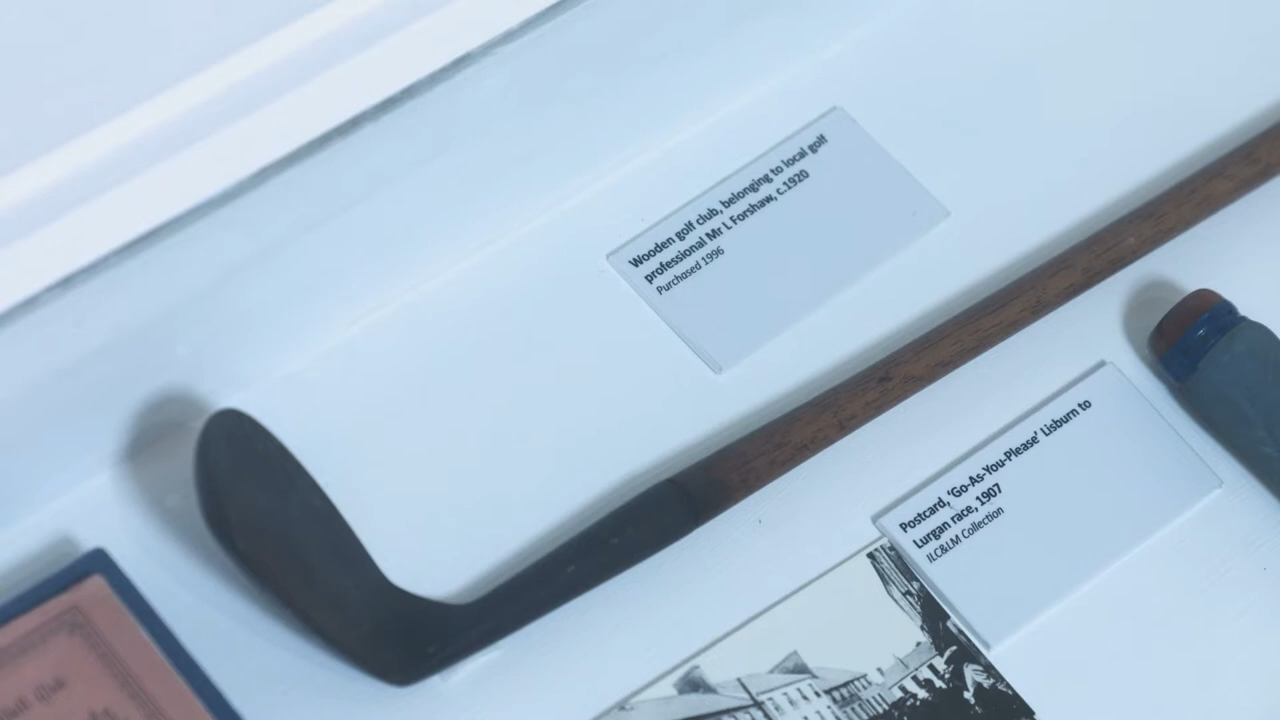 Wooden golf club, belonging to local golf
professional Mr L Forshaw, c.1920
Purchased 1996
Postcard, ‘Go-As-You-Please’ Lisburn to
Lurgan race, 1907
ILC&LM Collection